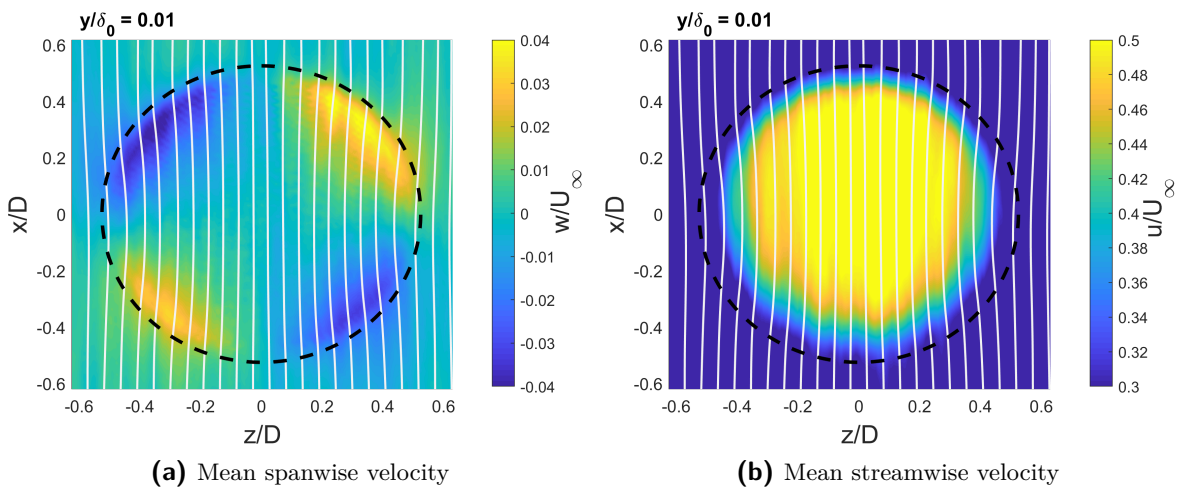 y/δ₀ = 0.01
0.6
0.4
0.2
0
-0.2
-0.4
-0.6
x/D
-0.6 -0.4 -0.2 0 0.2 0.4 0.6
z/D
0.04
0.03
0.02
0.01
0
-0.01
-0.02
-0.03
-0.04
w/U∞
(a) Mean spanwise velocity
y/δ₀ = 0.01
0.6
0.4
0.2
0
-0.2
-0.4
-0.6
x/D
-0.6 -0.4 -0.2 0 0.2 0.4 0.6
z/D
0.5
0.48
0.46
0.44
0.42
0.4
0.38
0.36
0.34
0.32
0.3
u/U∞
(b) Mean streamwise velocity